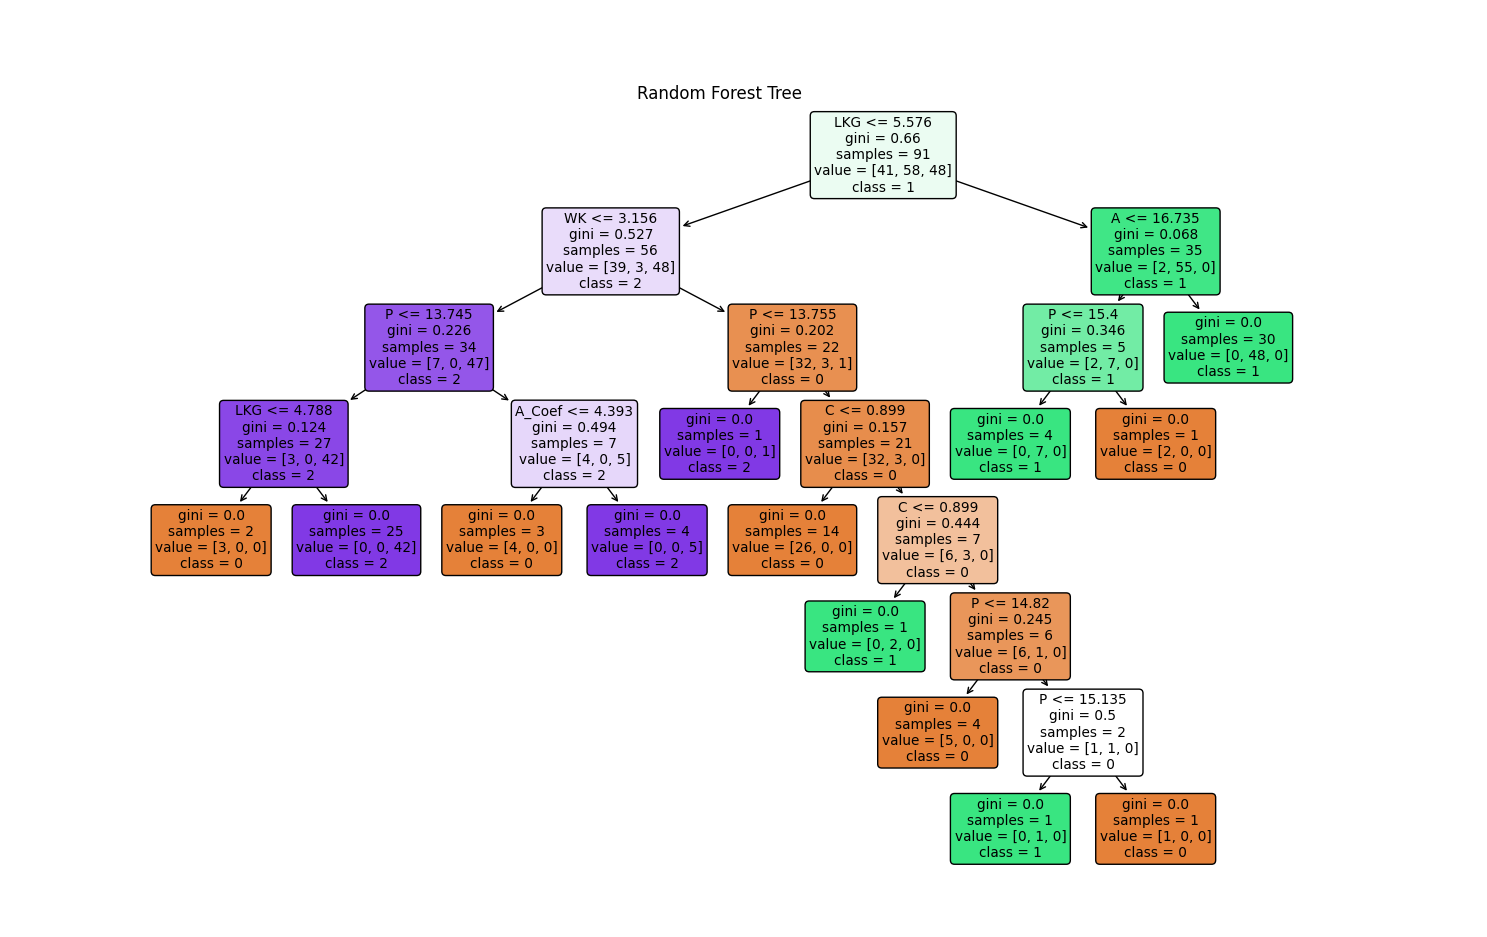 Random Forest Tree
LKG <= 5.576
gini = 0.66
samples = 91
value = [41, 58, 48]
class = 1
WK <= 3.156
gini = 0.527
samples = 56
value = [39, 3, 48]
class = 2
A <= 16.735
gini = 0.068
samples = 35
value = [2, 55, 0]
class = 1
P <= 13.745
gini = 0.226
samples = 34
value = [7, 0, 47]
class = 2
P <= 13.755
gini = 0.202
samples = 22
value = [32, 3, 1]
class = 0
P <= 15.4
gini = 0.346
samples = 5
value = [2, 7, 0]
class = 1
gini = 0.0
samples = 30
value = [0, 48, 0]
class = 1
LKG <= 4.788
gini = 0.124
samples = 27
value = [3, 0, 42]
class = 2
A_Coef <= 4.393
gini = 0.494
samples = 7
value = [4, 0, 5]
class = 2
gini = 0.0
samples = 1
value = [0, 0, 1]
class = 2
C <= 0.899
gini = 0.157
samples = 21
value = [32, 3, 0]
class = 0
gini = 0.0
samples = 4
value = [0, 7, 0]
class = 1
gini = 0.0
samples = 1
value = [2, 0, 0]
class = 0
gini = 0.0
samples = 2
value = [3, 0, 0]
class = 0
gini = 0.0
samples = 25
value = [0, 0, 42]
class = 2
gini = 0.0
samples = 3
value = [4, 0, 0]
class = 0
gini = 0.0
samples = 4
value = [0, 0, 5]
class = 2
gini = 0.0
samples = 14
value = [26, 0, 0]
class = 0
C <= 0.899
gini = 0.444
samples = 7
value = [6, 3, 0]
class = 0
gini = 0.0
samples = 1
value = [0, 2, 0]
class = 1
P <= 14.82
gini = 0.245
samples = 6
value = [6, 1, 0]
class = 0
gini = 0.0
samples = 4
value = [5, 0, 0]
class = 0
P <= 15.135
gini = 0.5
samples = 2
value = [1, 1, 0]
class = 0
gini = 0.0
samples = 1
value = [0, 1, 0]
class = 1
gini = 0.0
samples = 1
value = [1, 0, 0]
class = 0